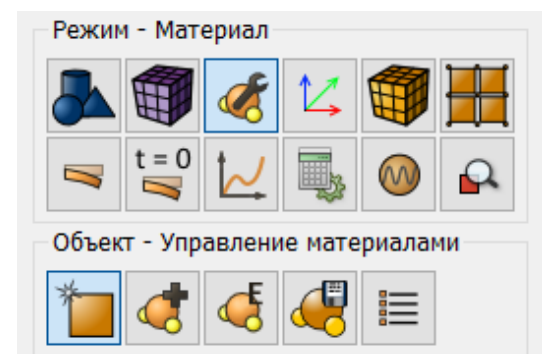 Режим - Материал
t = 0
Объект - Управление материалами
E